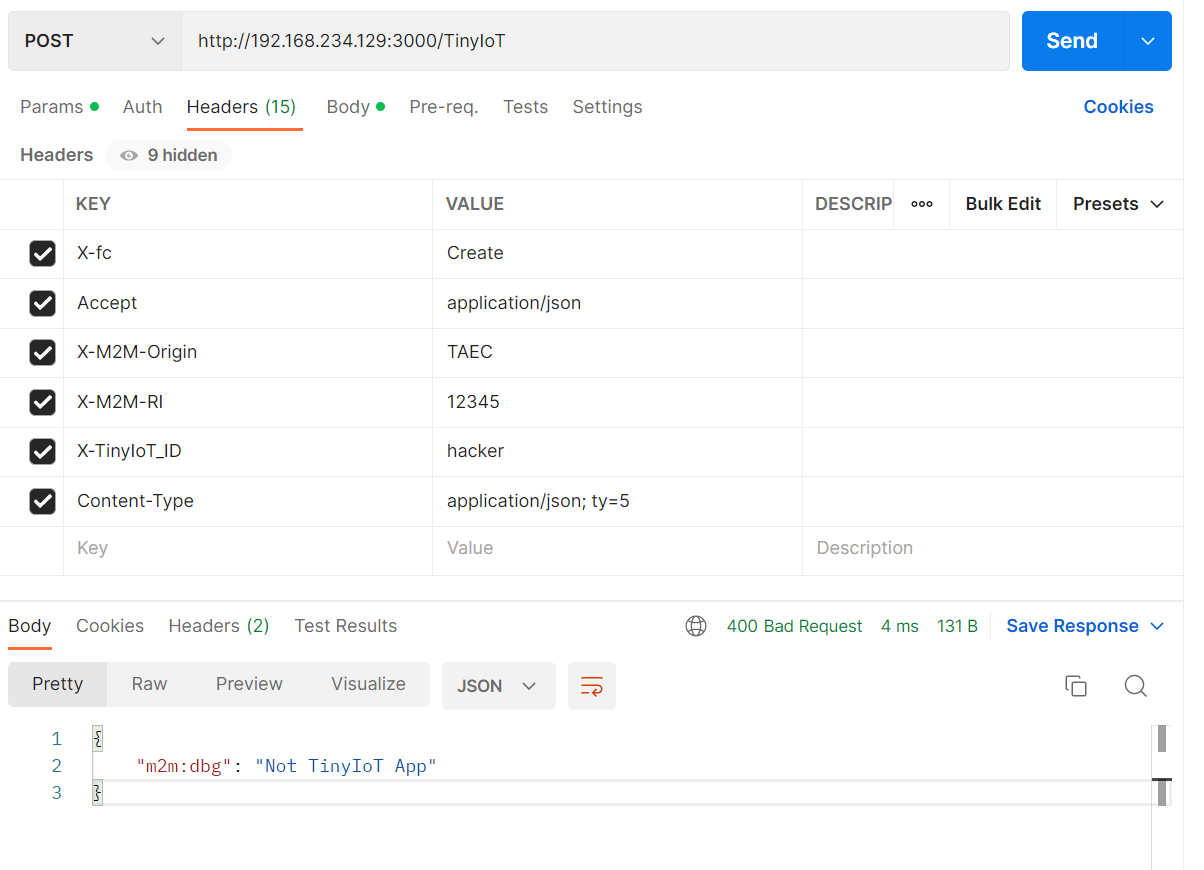 POST http://192.168.234.129:3000/TinyIoT Send
Params Auth Headers (15) Body Pre-req. Tests Settings Cookies
Headers 9 hidden
KEY VALUE DESCRIP ooo Bulk Edit Presets
X-fc Create
Accept application/json
X-M2M-Origin TAEC
X-M2M-RI 12345
X-TinyIoT_ID hacker
Content-Type application/json; ty=5
Key Value Description
Body Cookies Headers (2) Test Results 400 Bad Request 4 ms 131 B Save Response
Pretty Raw Preview Visualize JSON
1 {
2 "m2m:dbg": "Not TinyIoT App"
3 }